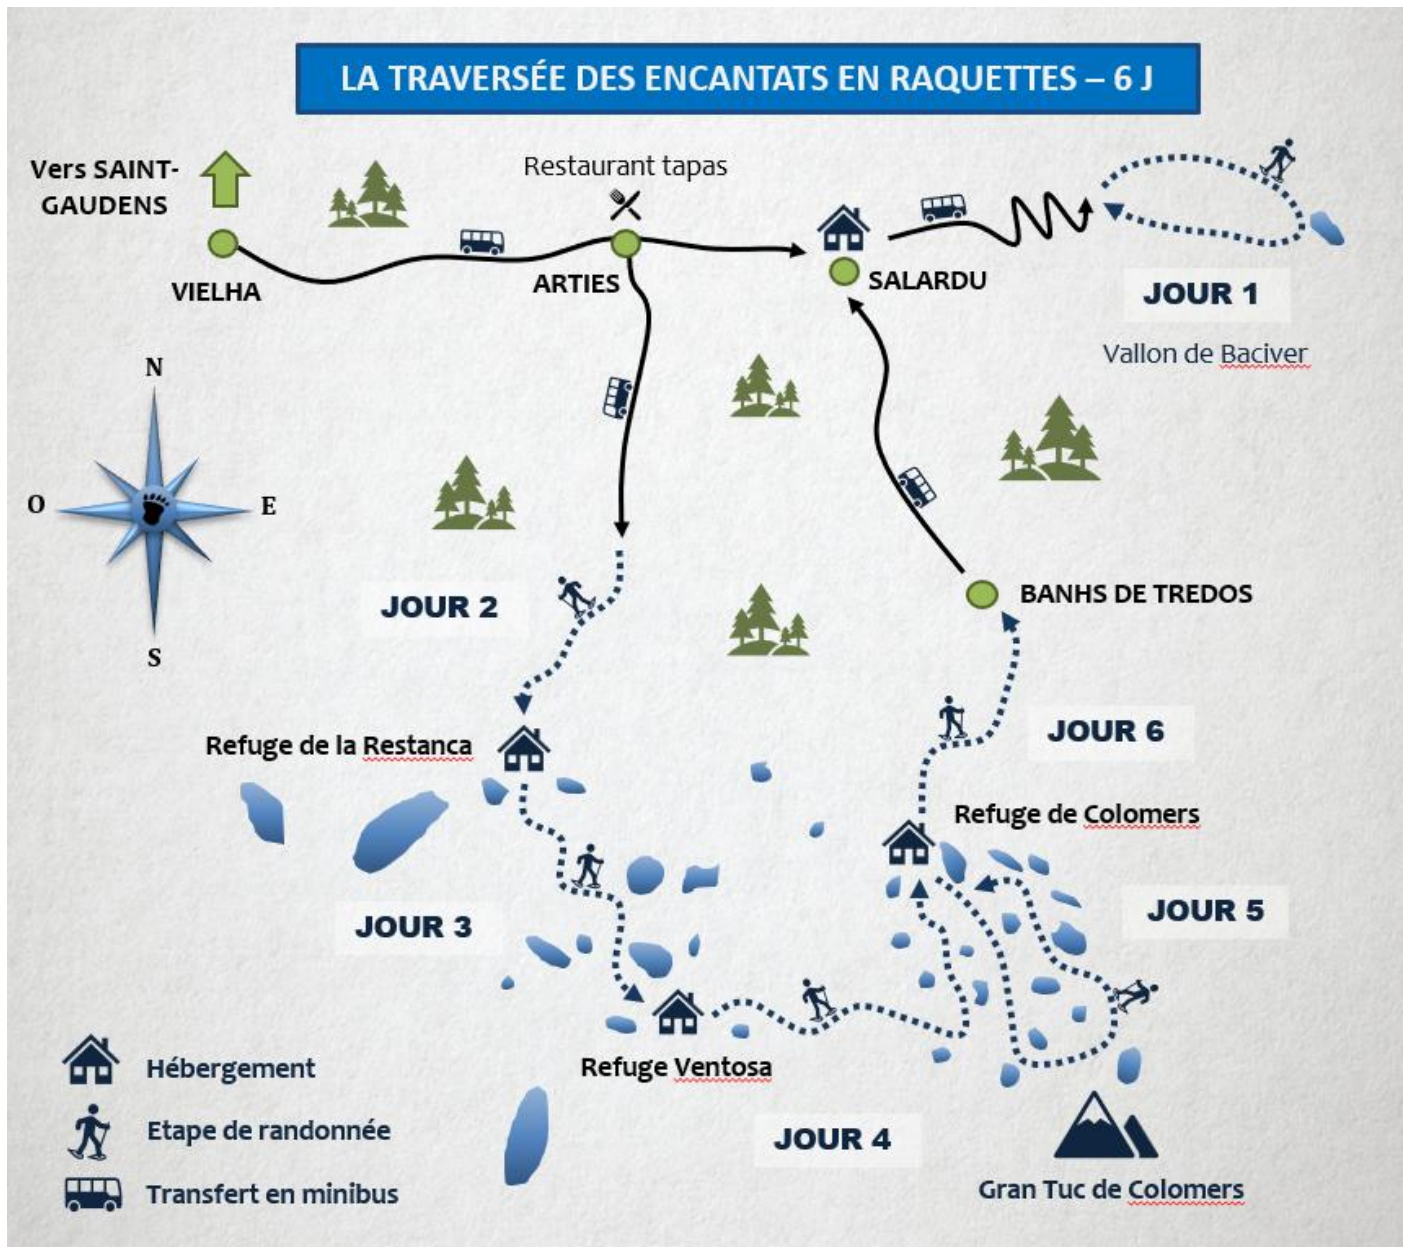 LA TRAVERSÉE DES ENCANTATS EN RAQUETTES – 6 J
Vers SAINT-
GAUDENS
Restaurant tapas
VIELHA
ARTIES
SALARDU
JOUR 1
Vallon de Baciver
N
O
E
S
JOUR 2
BANHS DE TREDOS
Refuge de la Restanca
JOUR 6
Refuge de Colomers
JOUR 3
JOUR 5
Refuge Ventosa
Hébergement
Etape de randonnée
JOUR 4
Transfert en minibus
Gran Tuc de Colomers